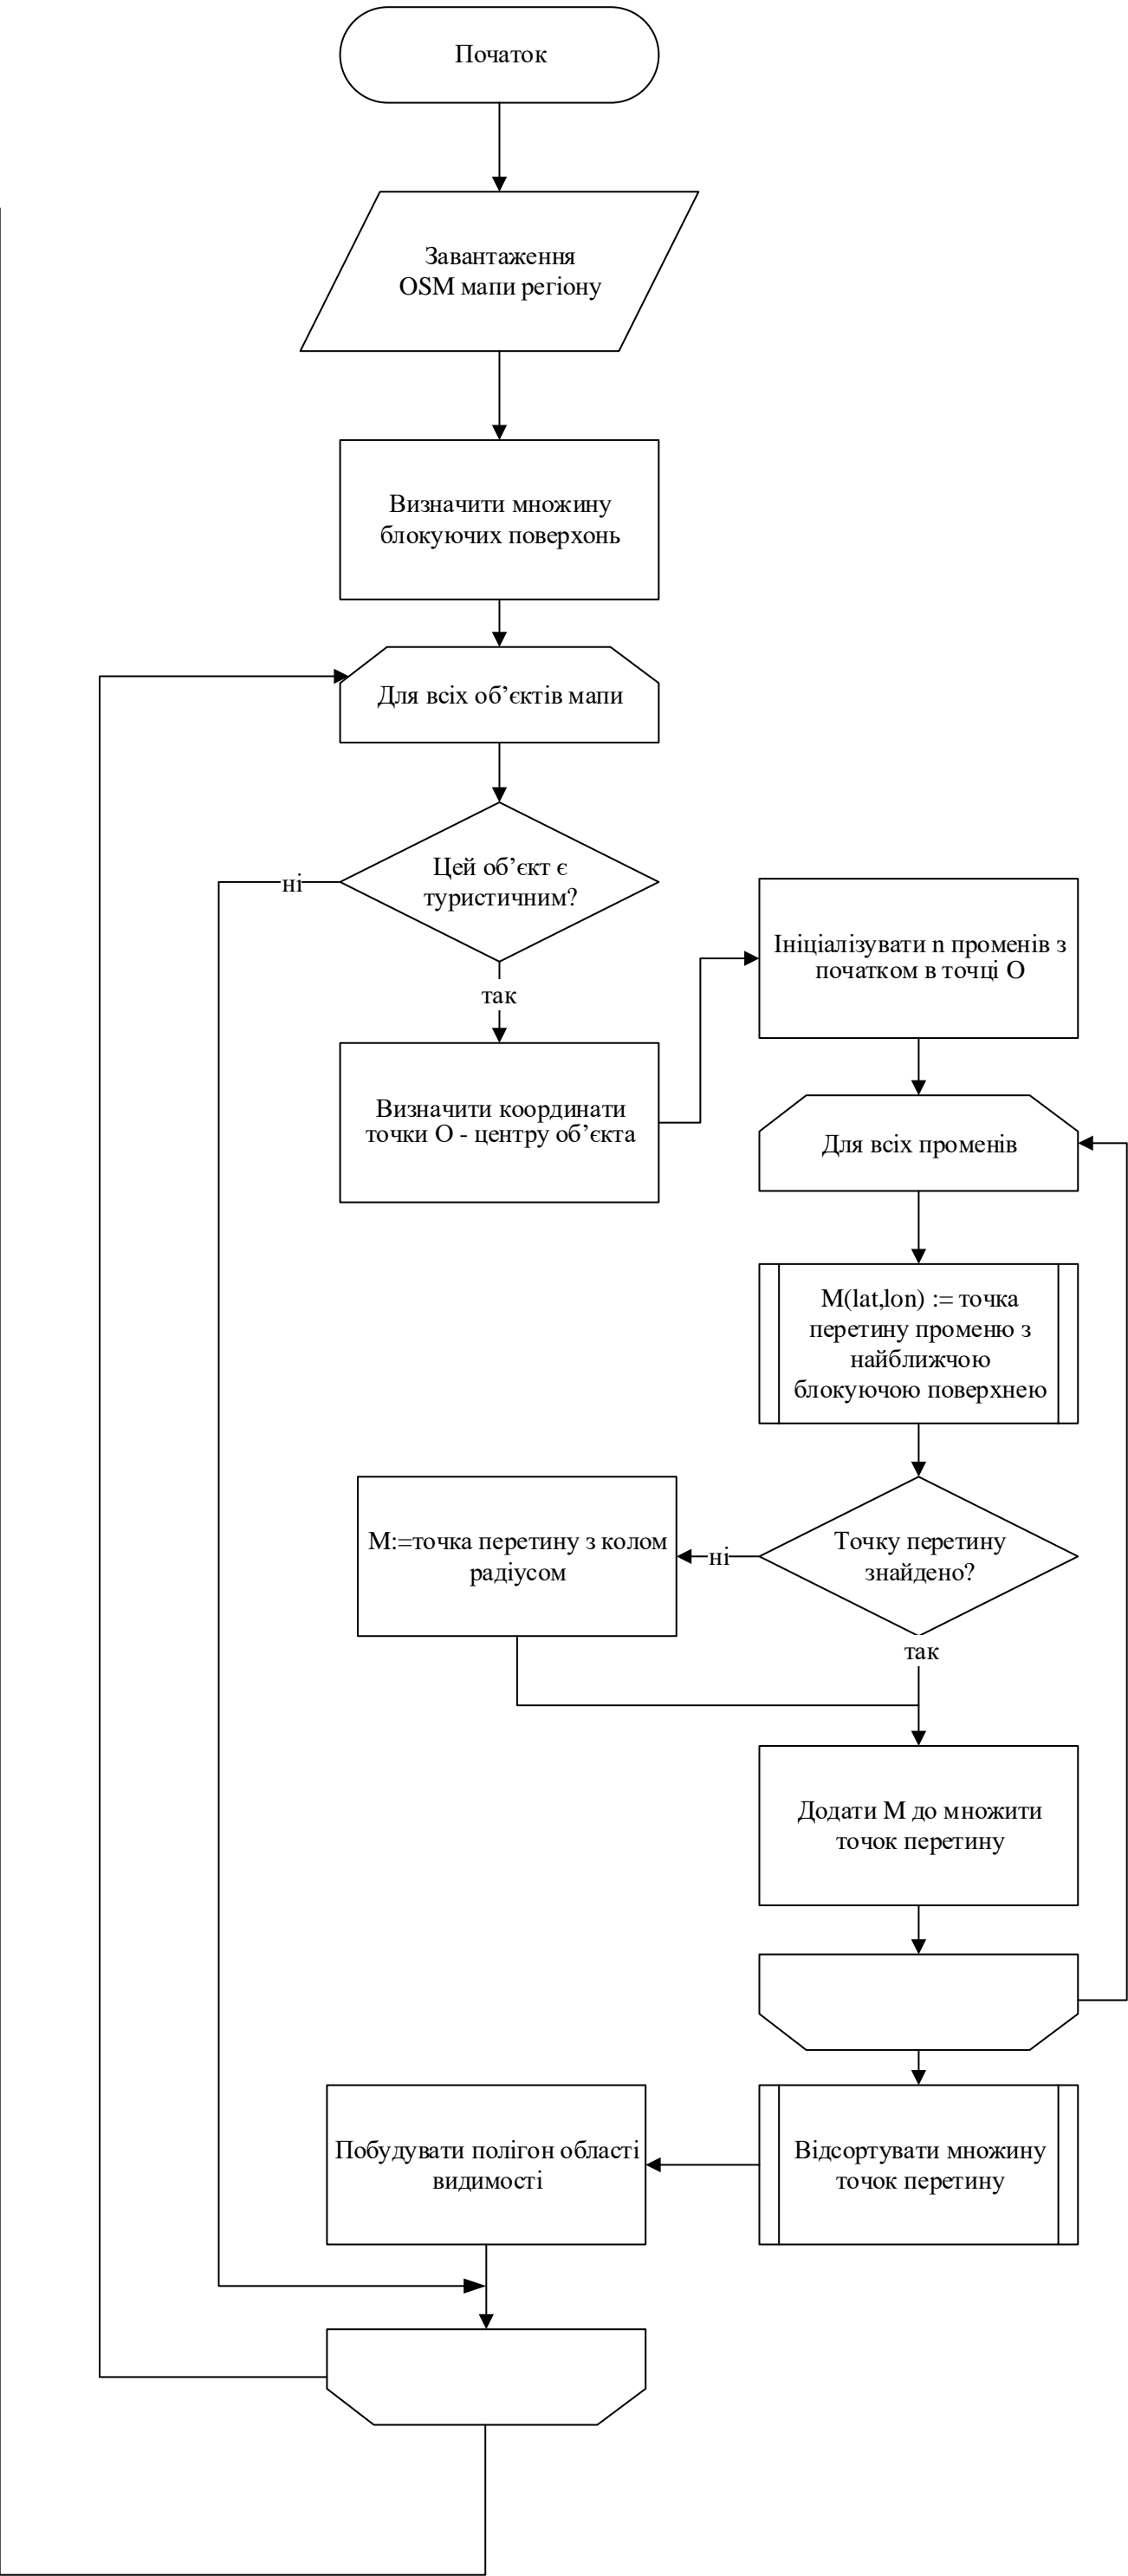 Початок
Завантаження
OSM мапи регіону
Визначити множину
блокуючих поверхонь
Для всіх об’єктів мапи
Цей об’єкт є
туристичним?
ні
так
Визначити координати
точки О - центру об’єкта
Ініціалізувати n променів з
початком в точці О
Для всіх променів
M(lat,lon) := точка
перетину променю з
найближчою
блокуючою поверхнею
Точку перетину
знайдено?
ні
M:=точка перетину з колом
радіусом
так
Додати М до множити
точок перетину
Відсортувати множину
точок перетину
Побудувати полігон області
видимості